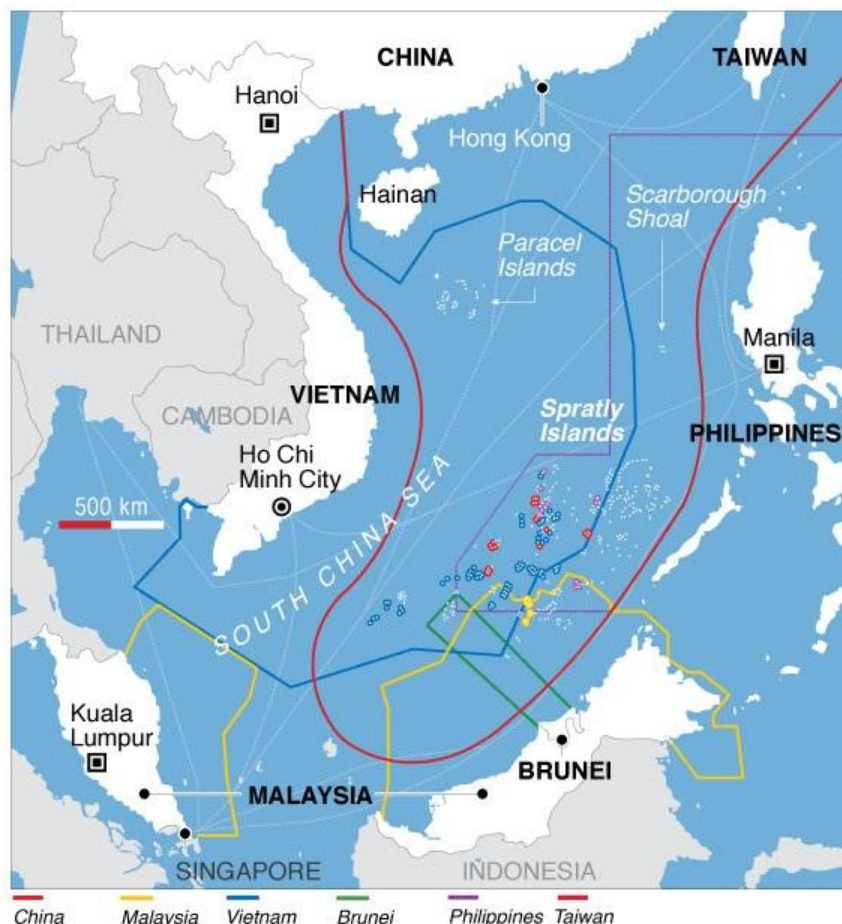 CHINA
TAIWAN
Hanoi
Hong Kong
Hainan
Scarborough
Shoal
Paracel
Islands
THAILAND
Manila
VIETNAM
CAMBODIA
Spratly
Islands
PHILIPPINES
Ho Chi
Minh City
500 km
SOUTH CHINA SEA
Kuala
Lumpur
BRUNEI
MALAYSIA
SINGAPORE
INDONESIA
China
Malaysia
Vietnam
Brunei
Philippines
Taiwan